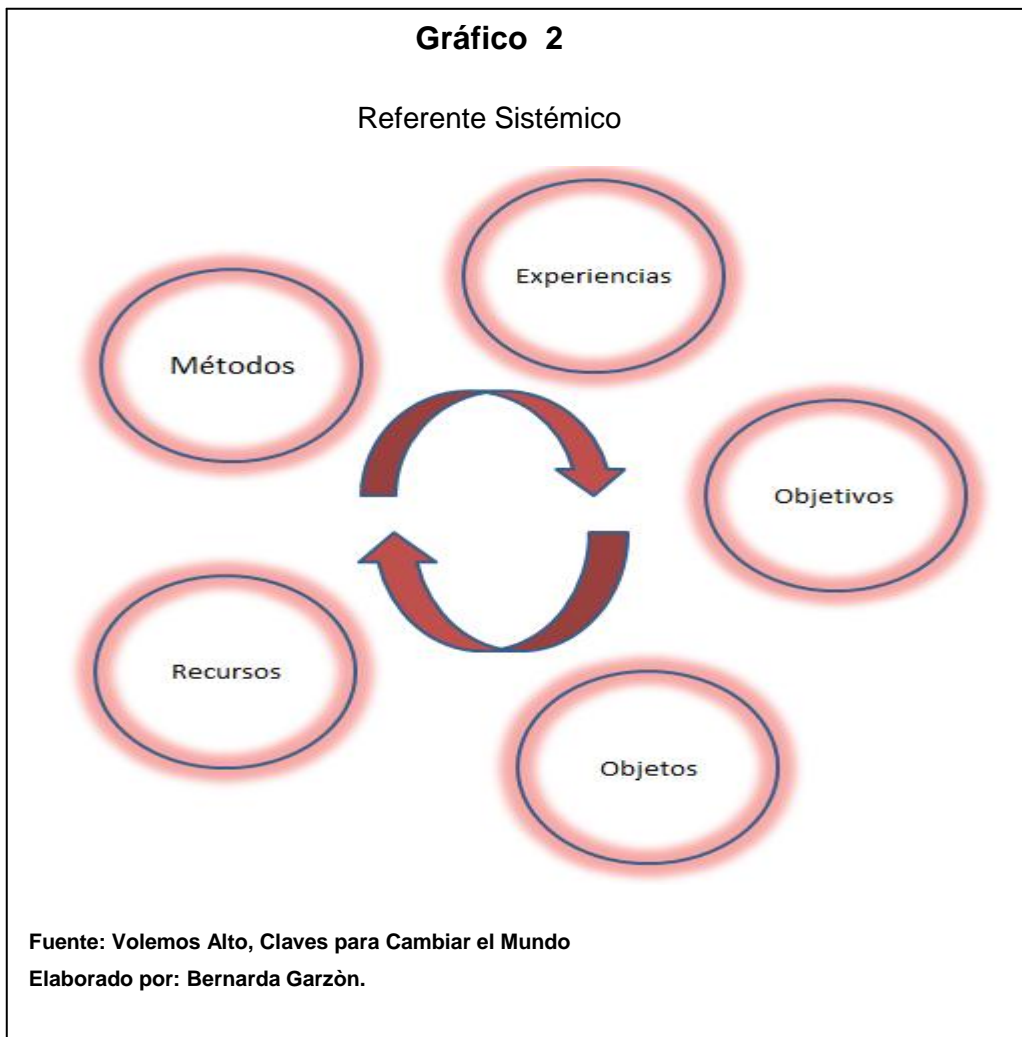 Gráfico 2
Referente Sistémico
Experiencias
Métodos
Objetivos
Recursos
Objetos
Fuente: Volemos Alto, Claves para Cambiar el Mundo
Elaborado por: Bernarda Garzòn.